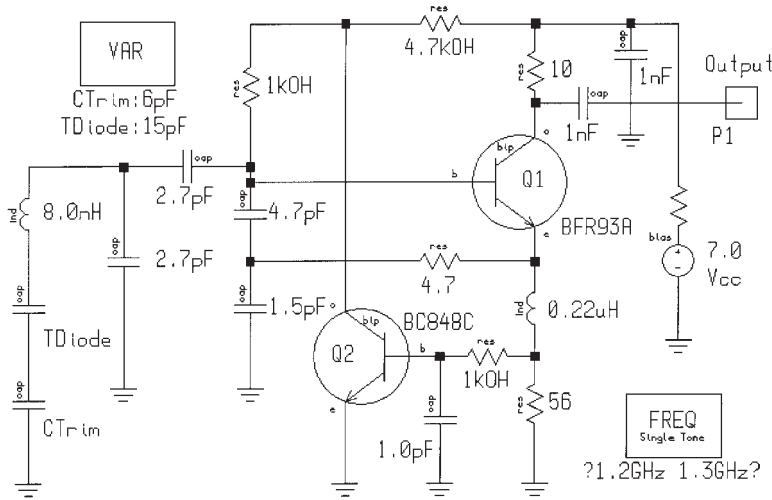 VAR
CTrim:6pF
TDiode:15pF
res
4.7kOH
res
1kOH
res
10
cap
1nF
cap
1nF
Output
P1
cap
2.7pF
ind
8.0nH
cap
2.7pF
cap
4.7pF
b
c
bip
Q1
e
BFR93A
res
4.7
bias
7.0
Vcc
cap
TDiode
cap
1.5pF
c
bip
BC848C
Q2
b
e
res
1kOH
ind
0.22uH
cap
CTrim
cap
1.0pF
res
56
FREQ
Single Tone
?1.2GHz 1.3GHz?